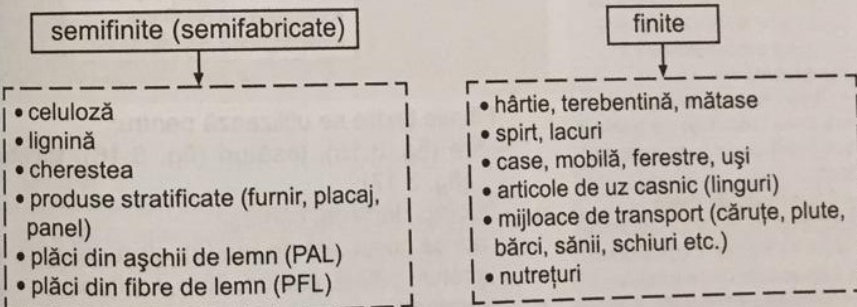 semifinite (semifabricate)
• celuloză
• lignină
• cherestea
• produse stratificate (furnir, placaj,
panel)
• plăci din așchii de lemn (PAL)
• plăci din fibre de lemn (PFL)
finite
• hârtie, terebentină, mătase
• spirt, lacuri
• case, mobilă, ferestre, uși
• articole de uz casnic (linguri)
• mijloace de transport (căruțe, plute,
bărci, sănii, schiuri etc.)
• nutrețuri